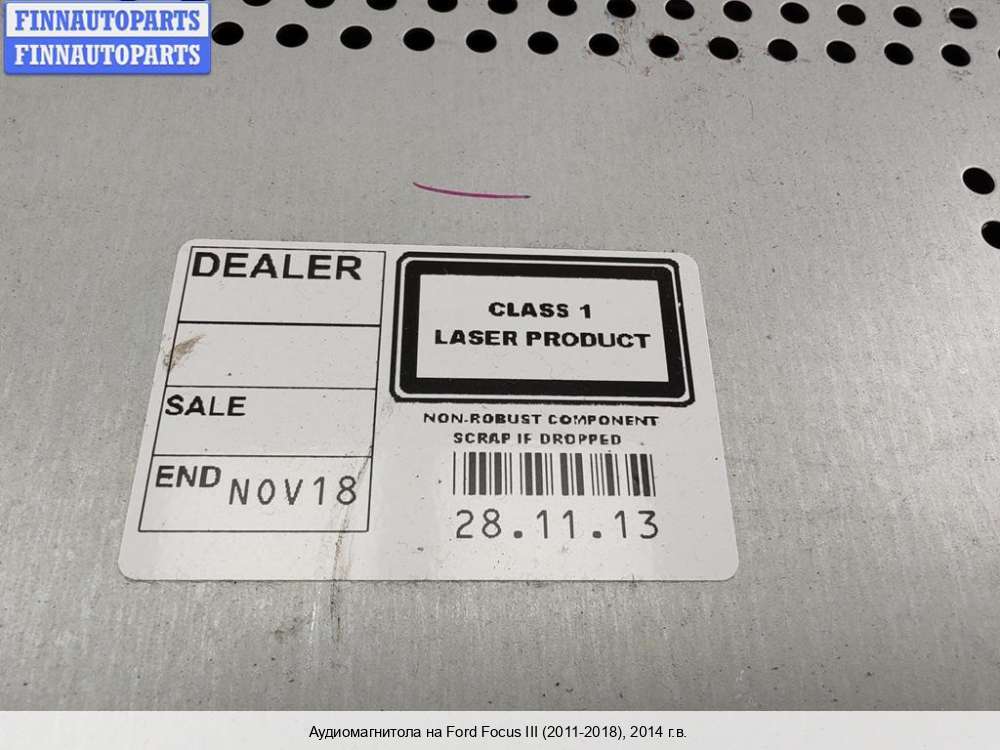 FINNAUTOPARTS
FINNAUTOPARTS
DEALER
SALE
END NOV18
CLASS 1
LASER PRODUCT
NON-ROBUST COMPONENT
SCRAP IF DROPPED
28.11.13
Аудиомагнитола на Ford Focus III (2011-2018), 2014 г.в.